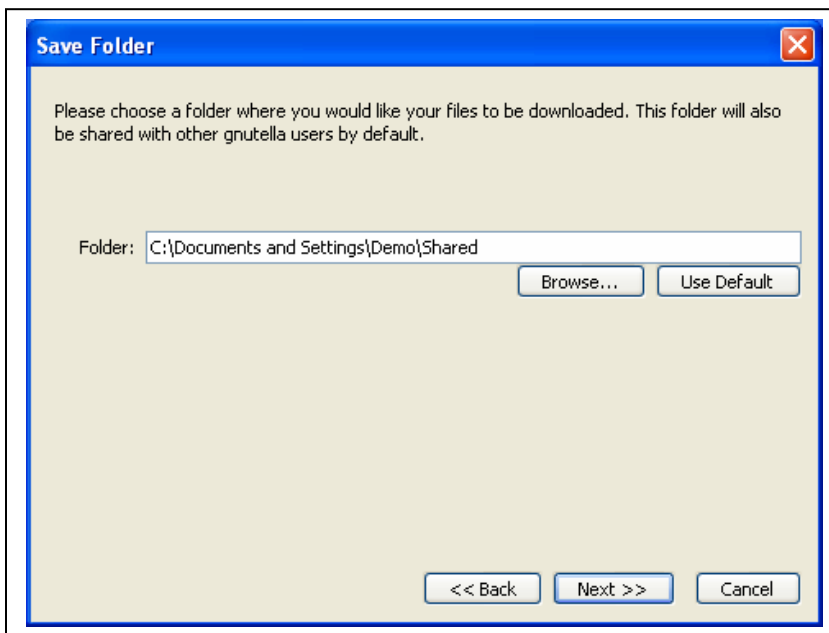 Save Folder
Please choose a folder where you would like your files to be downloaded. This folder will also
be shared with other gnutella users by default.
Folder: C:\Documents and Settings\Demo\Shared
Browse... Use Default
<< Back Next >> Cancel